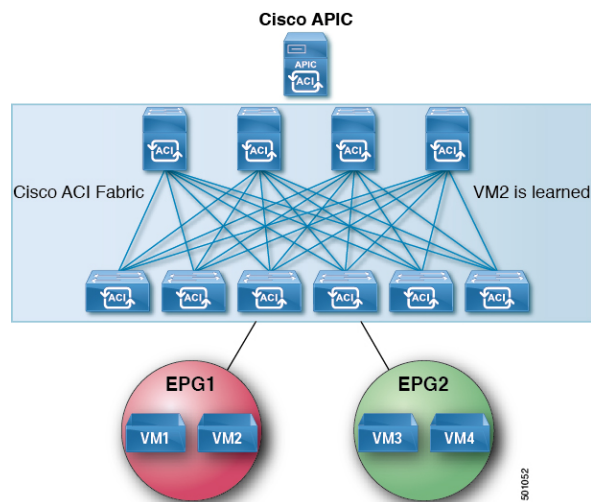 Cisco APIC
APIC
ACI
ACI
ACI
ACI
ACI
Cisco ACI Fabric
VM2 is learned
ACI
ACI
ACI
ACI
ACI
ACI
EPG1
EPG2
VM1
VM2
VM3
VM4
501052